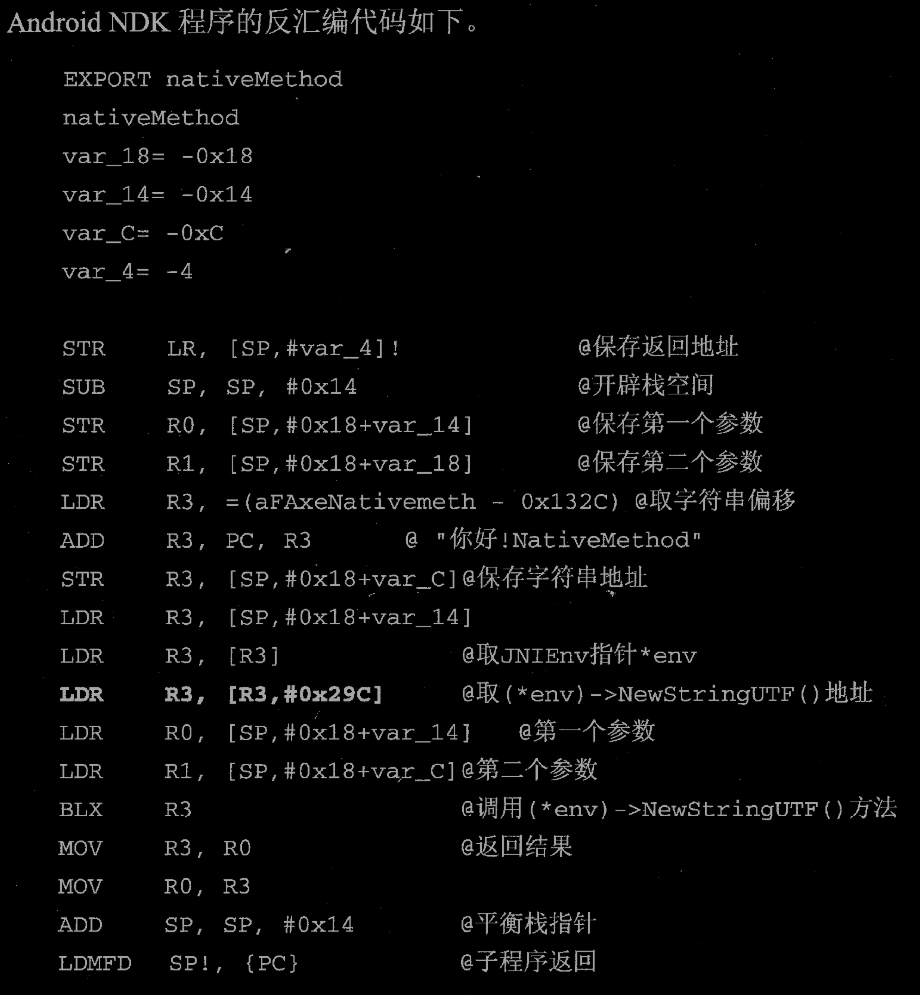 Android NDK 程序的反汇编代码如下。
EXPORT nativeMethod
nativeMethod
var_18= -0x18
var_14= -0x14
var_C= -0xC
var_4= -4
STR LR, [SP,#var_4]! @保存返回地址
SUB SP, SP, #0x14 @开辟栈空间
STR R0, [SP,#0x18+var_14] @保存第一个参数
STR R1, [SP,#0x18+var_18] @保存第二个参数
LDR R3, =(aFAxeNativemeth - 0x132C) @取字符串偏移
ADD R3, PC, R3 @ "你好!NativeMethod"
STR R3, [SP,#0x18+var_C]@保存字符串地址
LDR R3, [SP,#0x18+var_14]
LDR R3, [R3] @取JNIEnv指针*env
LDR R3, [R3,#0x29C] @取(*env)->NewStringUTF()地址
LDR R0, [SP,#0x18+var_14] @第一个参数
LDR R1, [SP,#0x18+var_C]@第二个参数
BLX R3 @调用(*env)->NewStringUTF()方法
MOV R3, R0 @返回结果
MOV R0, R3
ADD SP, SP, #0x14 @平衡栈指针
LDMFD SP!, {PC} @子程序返回